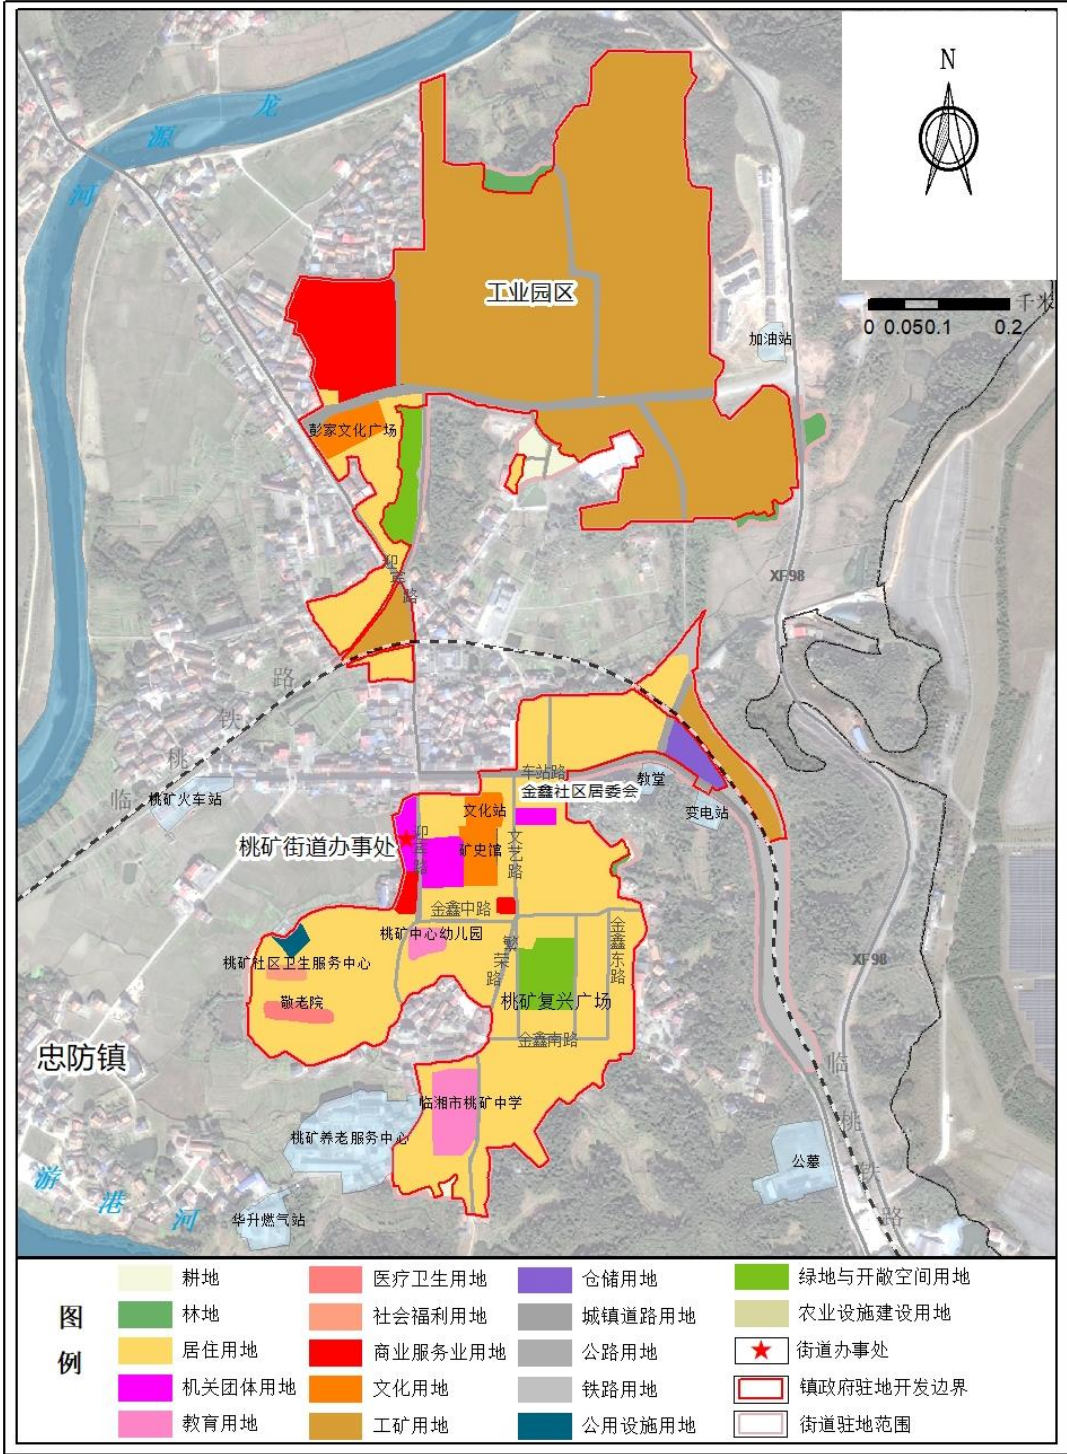 N
龙
源
河
千米
0 0.05 0.1 0.2
工业园区
加油站
彭家文化广场
迎
宾
路
XF98
路
铁
桃
临
桃矿火车站
车站路
教堂
金鑫社区居委会
变电站
文化站
桃矿街道办事处
迎宾路
矿史馆
文艺路
金鑫中路
桃矿中心幼儿园
繁荣路
金鑫东路
XF98
桃矿社区卫生服务中心
敬老院
桃矿复兴广场
金鑫南路
忠防镇
临
桃
铁
路
临湘市桃矿中学
桃矿养老服务中心
公墓
游
港
河
华升燃气站
图例
耕地
林地
居住用地
机关团体用地
教育用地
医疗卫生用地
社会福利用地
商业服务业用地
文化用地
工矿用地
仓储用地
城镇道路用地
公路用地
铁路用地
公用设施用地
绿地与开敞空间用地
农业设施建设用地
街道办事处
镇政府驻地开发边界
街道驻地范围